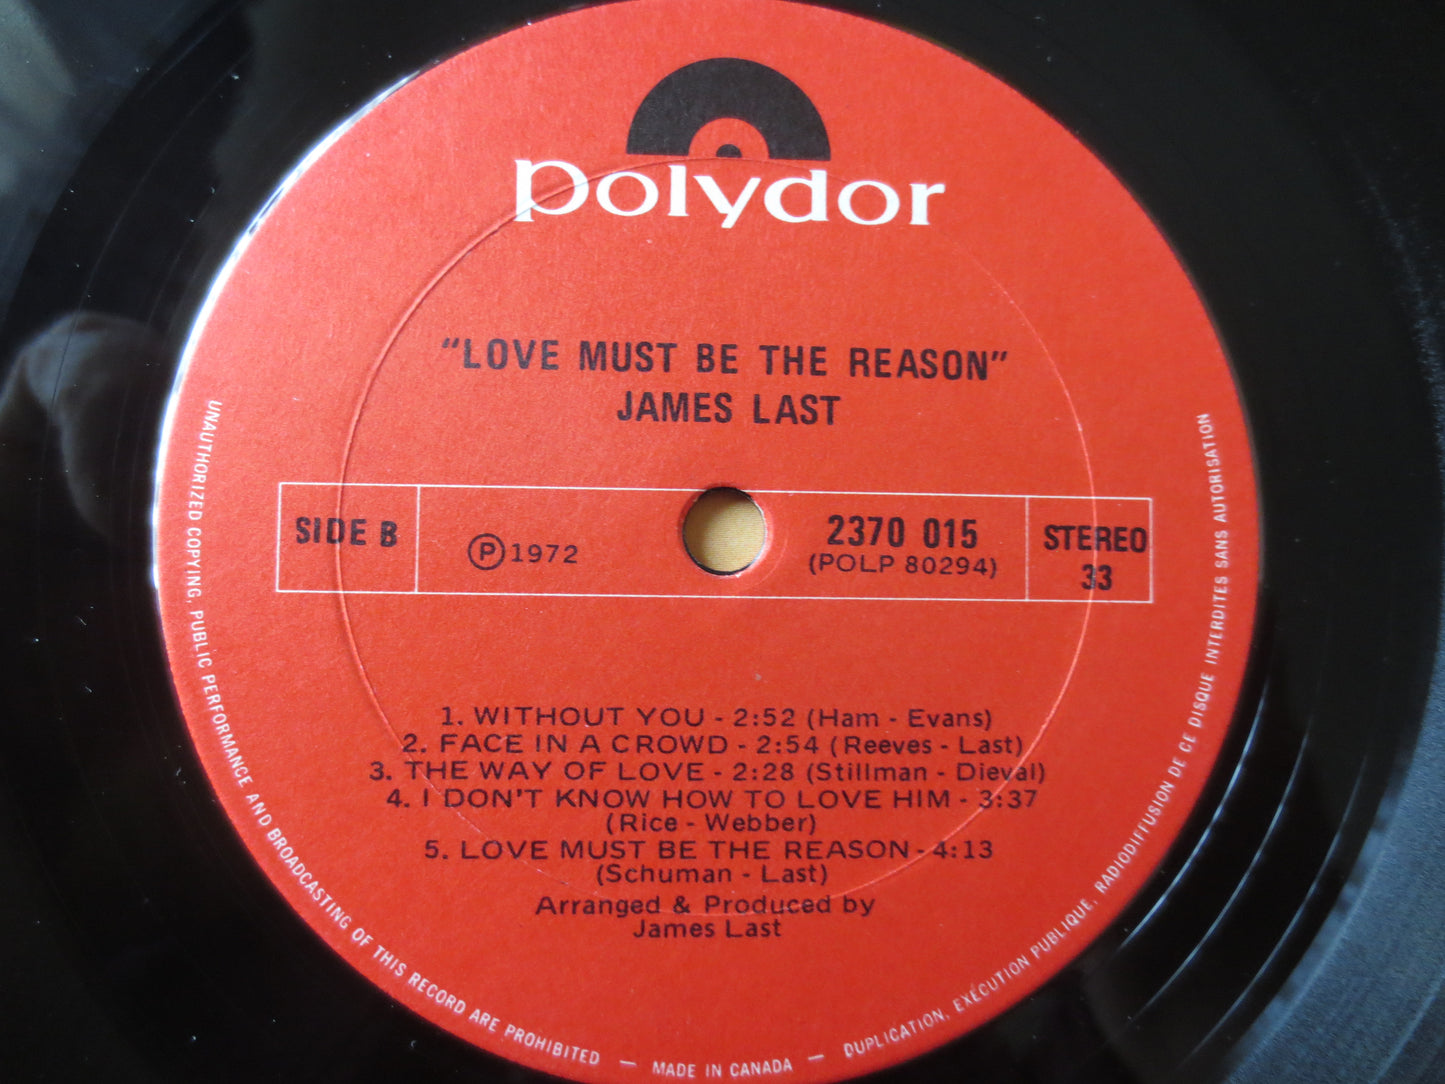 polydor
"LOVE MUST BE THE REASON"
JAMES LAST
SIDE B
Ⓟ1972
2370 015
(POLP 80294)
STEREO
33
1. WITHOUT YOU - 2:52 (Ham - Evans)
2. FACE IN A CROWD - 2:54 (Reeves - Last)
3. THE WAY OF LOVE - 2:28 (Stillman - Dieval)
4. I DON'T KNOW HOW TO LOVE HIM - 3:37
(Rice - Webber)
5. LOVE MUST BE THE REASON - 4:13
(Schuman - Last)
Arranged & Produced by
James Last
UNAUTHORIZED COPYING, PUBLIC PERFORMANCE AND BROADCASTING OF THIS RECORD ARE PROHIBITED — MADE IN CANADA — DUPLICATION, EXÉCUTION PUBLIQUE, RADIODIFFUSION DE CE DISQUE INTERDITES SANS AUTORISATION